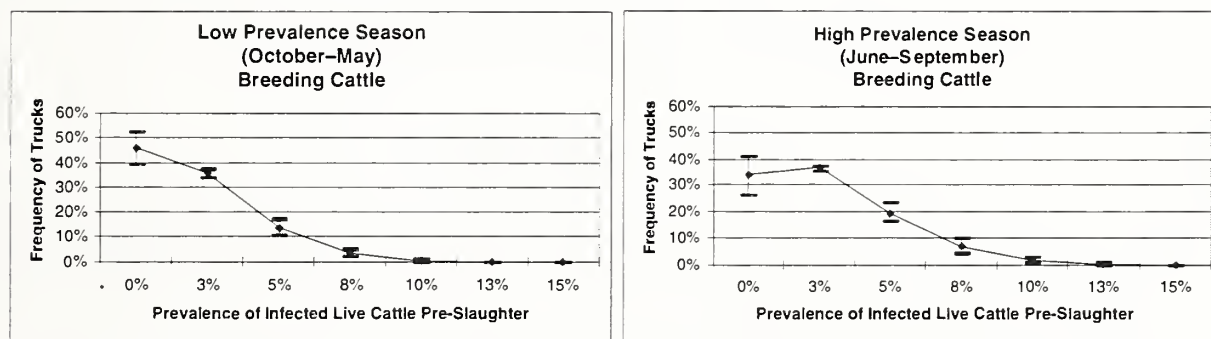 Low Prevalence Season
(October–May)
Breeding Cattle
Frequency of Trucks
60%
50%
40%
30%
20%
10%
0%
0% 3% 5% 8% 10% 13% 15%
Prevalence of Infected Live Cattle Pre-Slaughter
High Prevalence Season
(June–September)
Breeding Cattle
Frequency of Trucks
60%
50%
40%
30%
20%
10%
0%
0% 3% 5% 8% 10% 13% 15%
Prevalence of Infected Live Cattle Pre-Slaughter